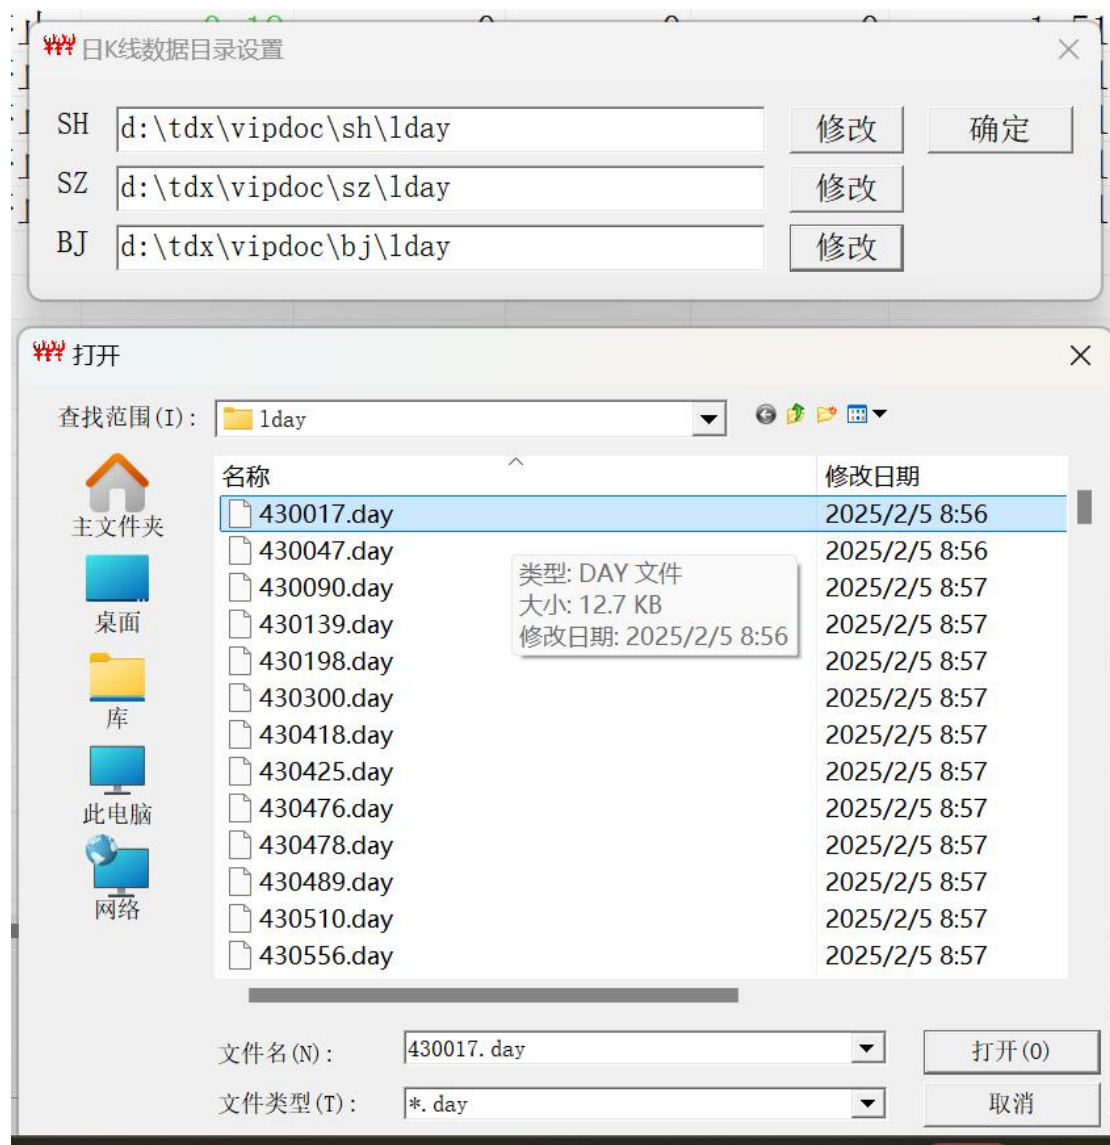 日K线数据目录设置
SH d:\tdx\vipdoc\sh\lday 修改 确定
SZ d:\tdx\vipdoc\sz\lday 修改
BJ d:\tdx\vipdoc\bj\lday 修改
打开
查找范围(I): lday
名称 修改日期
430017.day 2025/2/5 8:56
430047.day 2025/2/5 8:56
430090.day 2025/2/5 8:57
430139.day 2025/2/5 8:57
430198.day 2025/2/5 8:57
430300.day 2025/2/5 8:57
430418.day 2025/2/5 8:57
430425.day 2025/2/5 8:57
430476.day 2025/2/5 8:57
430478.day 2025/2/5 8:57
430489.day 2025/2/5 8:57
430510.day 2025/2/5 8:57
430556.day 2025/2/5 8:57
类型: DAY 文件
大小: 12.7 KB
修改日期: 2025/2/5 8:56
主文件夹
桌面
库
此电脑
网络
文件名(N): 430017.day 打开(O)
文件类型(T): *.day 取消